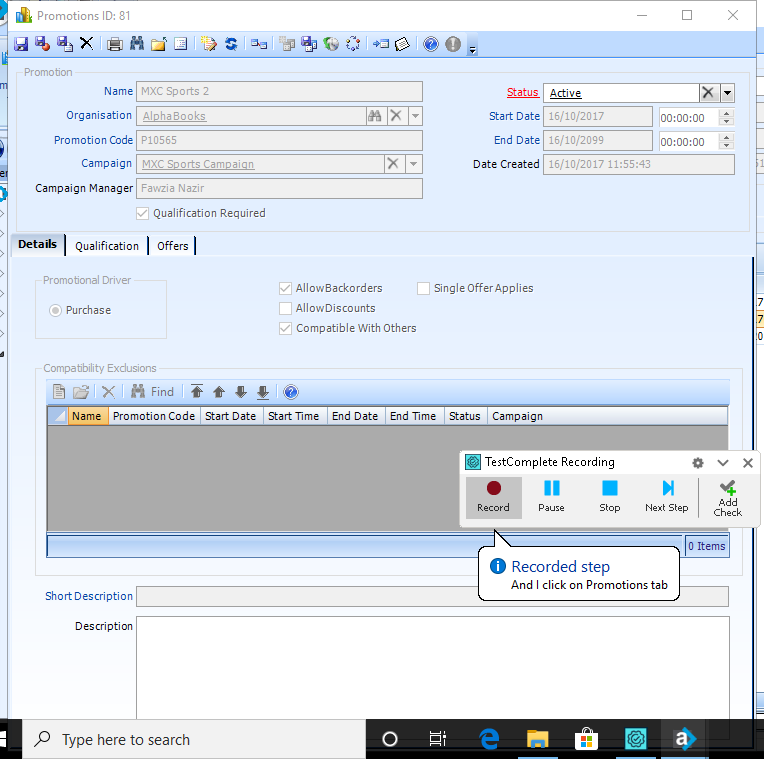 Promotions ID: 81
Promotion
Name MXC Sports 2
Status Active
Organisation AlphaBooks
Start Date 16/10/2017 00:00:00
Promotion Code P10565
End Date 16/10/2099 00:00:00
Campaign MXC Sports Campaign
Date Created 16/10/2017 11:55:43
Campaign Manager Fawzia Nazir
Qualification Required
Details Qualification Offers
Promotional Driver
Purchase
AllowBackorders Single Offer Applies
AllowDiscounts
Compatible With Others
Compatibility Exclusions
Find
Name Promotion Code Start Date Start Time End Date End Time Status Campaign
TestComplete Recording
Record Pause Stop Next Step Add Check
0 Items
Recorded step
And I click on Promotions tab
Short Description
Description
Type here to search